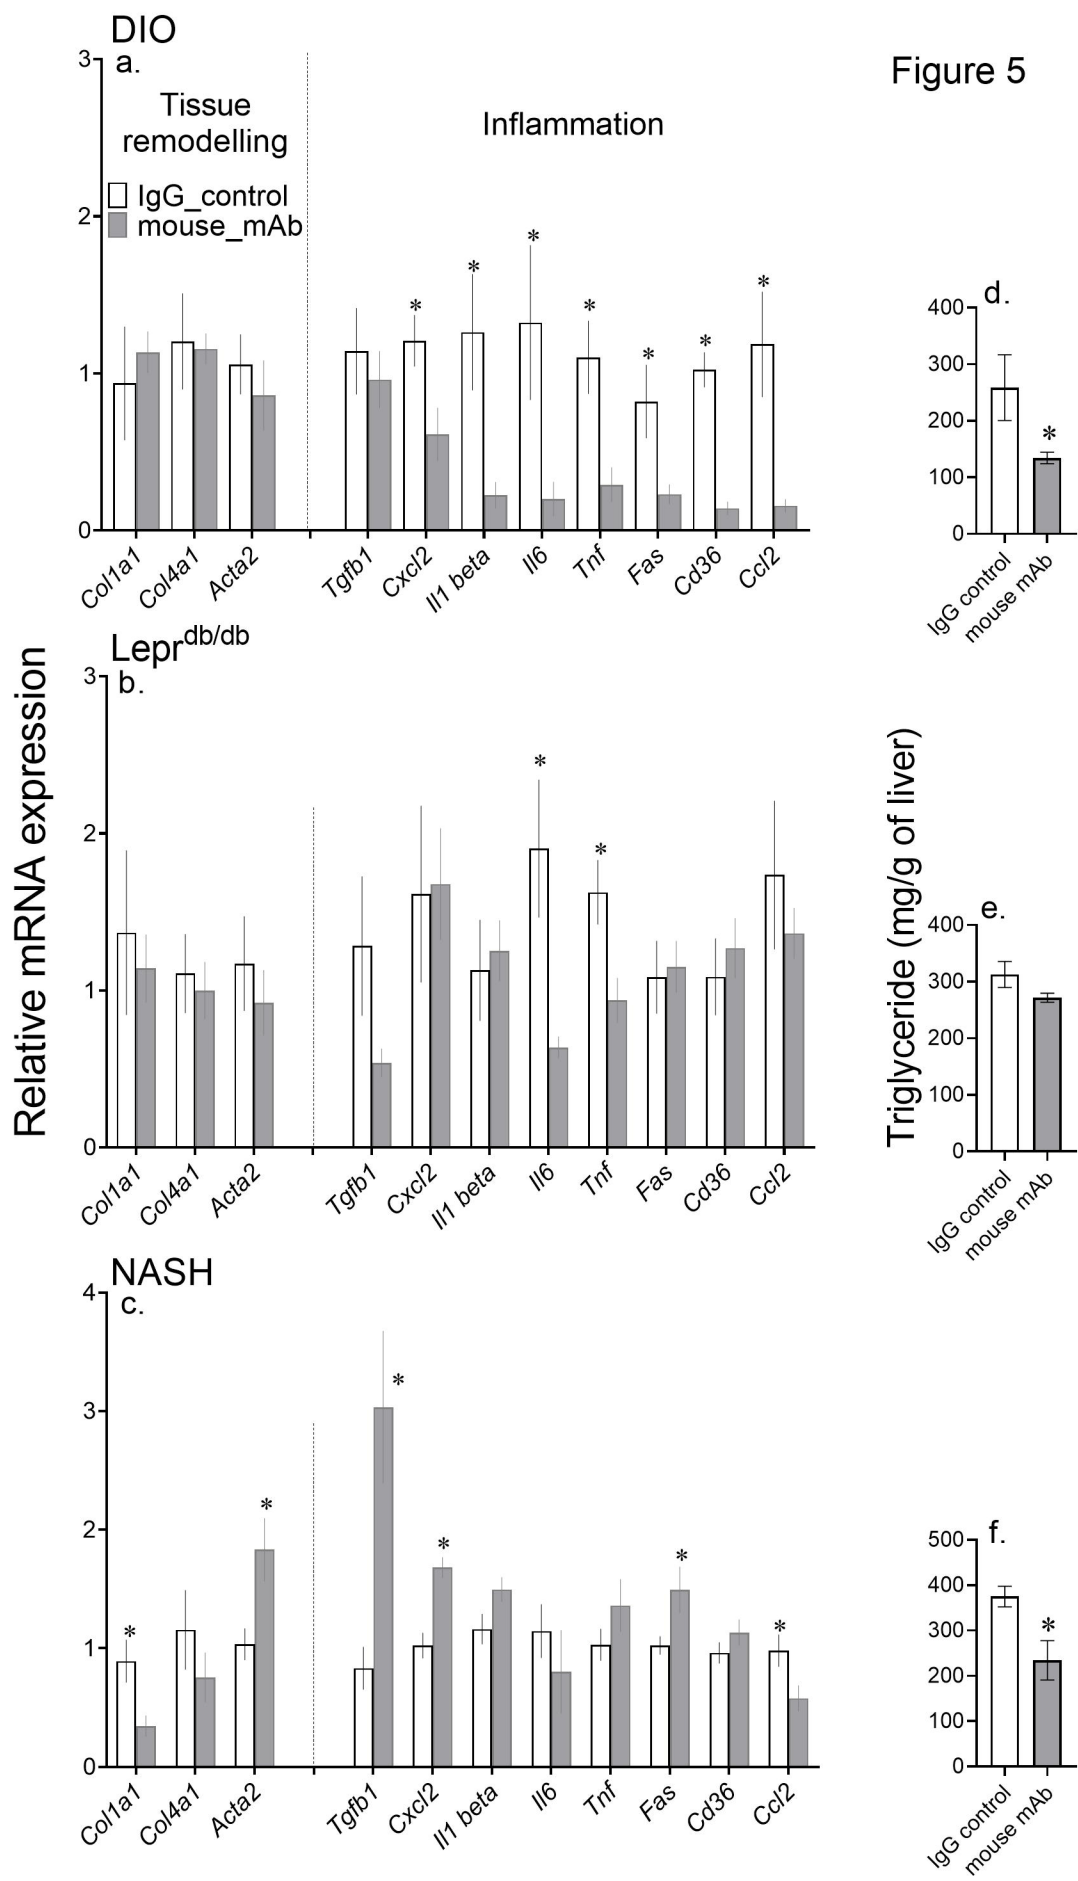 DIO
Figure 5
3
a.
Tissue
remodelling
Inflammation
IgG_control
mouse_mAb
2
1
0
* * * * * * *
Col1a1 Col4a1 Acta2 Tgfb1 Cxcl2 Il1 beta Il6 Tnf Fas Cd36 Ccl2
d.
400
300
200
100
0
*
IgG control
mouse mAb
Relative mRNA expression
Lepr db/db
b.
3
2
1
0
* *
Col1a1 Col4a1 Acta2 Tgfb1 Cxcl2 Il1 beta Il6 Tnf Fas Cd36 Ccl2
Triglyceride (mg/g of liver)
e.
400
300
200
100
0
IgG control
mouse mAb
NASH
c.
4
3
2
1
0
* * * * * *
Col1a1 Col4a1 Acta2 Tgfb1 Cxcl2 Il1 beta Il6 Tnf Fas Cd36 Ccl2
f.
500
400
300
200
100
0
*
IgG control
mouse mAb